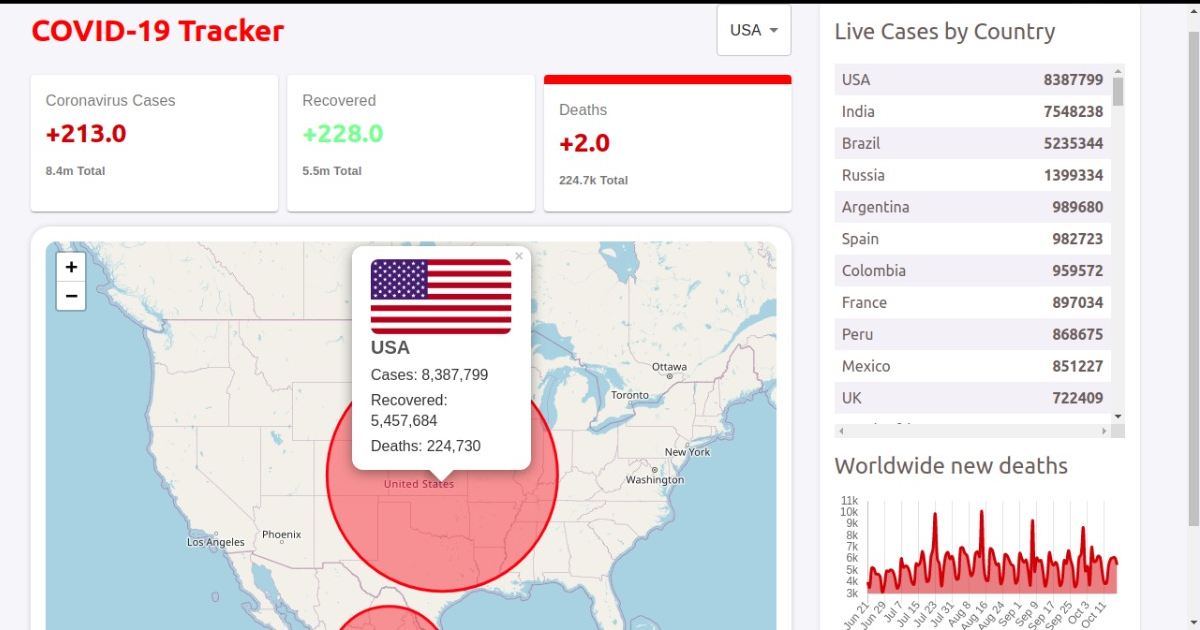 COVID-19 Tracker
USA
Coronavirus Cases
+213.0
8.4m Total
Recovered
+228.0
5.5m Total
Deaths
+2.0
224.7k Total
+
−
×
USA
Cases: 8,387,799
Recovered:
5,457,684
Deaths: 224,730
United States
Ottawa
Toronto
New York
Washington
Phoenix
Los Angeles
Live Cases by Country
USA 8387799
India 7548238
Brazil 5235344
Russia 1399334
Argentina 989680
Spain 982723
Colombia 959572
France 897034
Peru 868675
Mexico 851227
UK 722409
Worldwide new deaths
11k
10k
9k
8k
7k
6k
5k
4k
3k
Jun 21
Jun 29
Jul 7
Jul 15
Jul 23
Jul 31
Aug 8
Aug 16
Aug 24
Sep 1
Sep 9
Sep 17
Sep 25
Oct 3
Oct 11